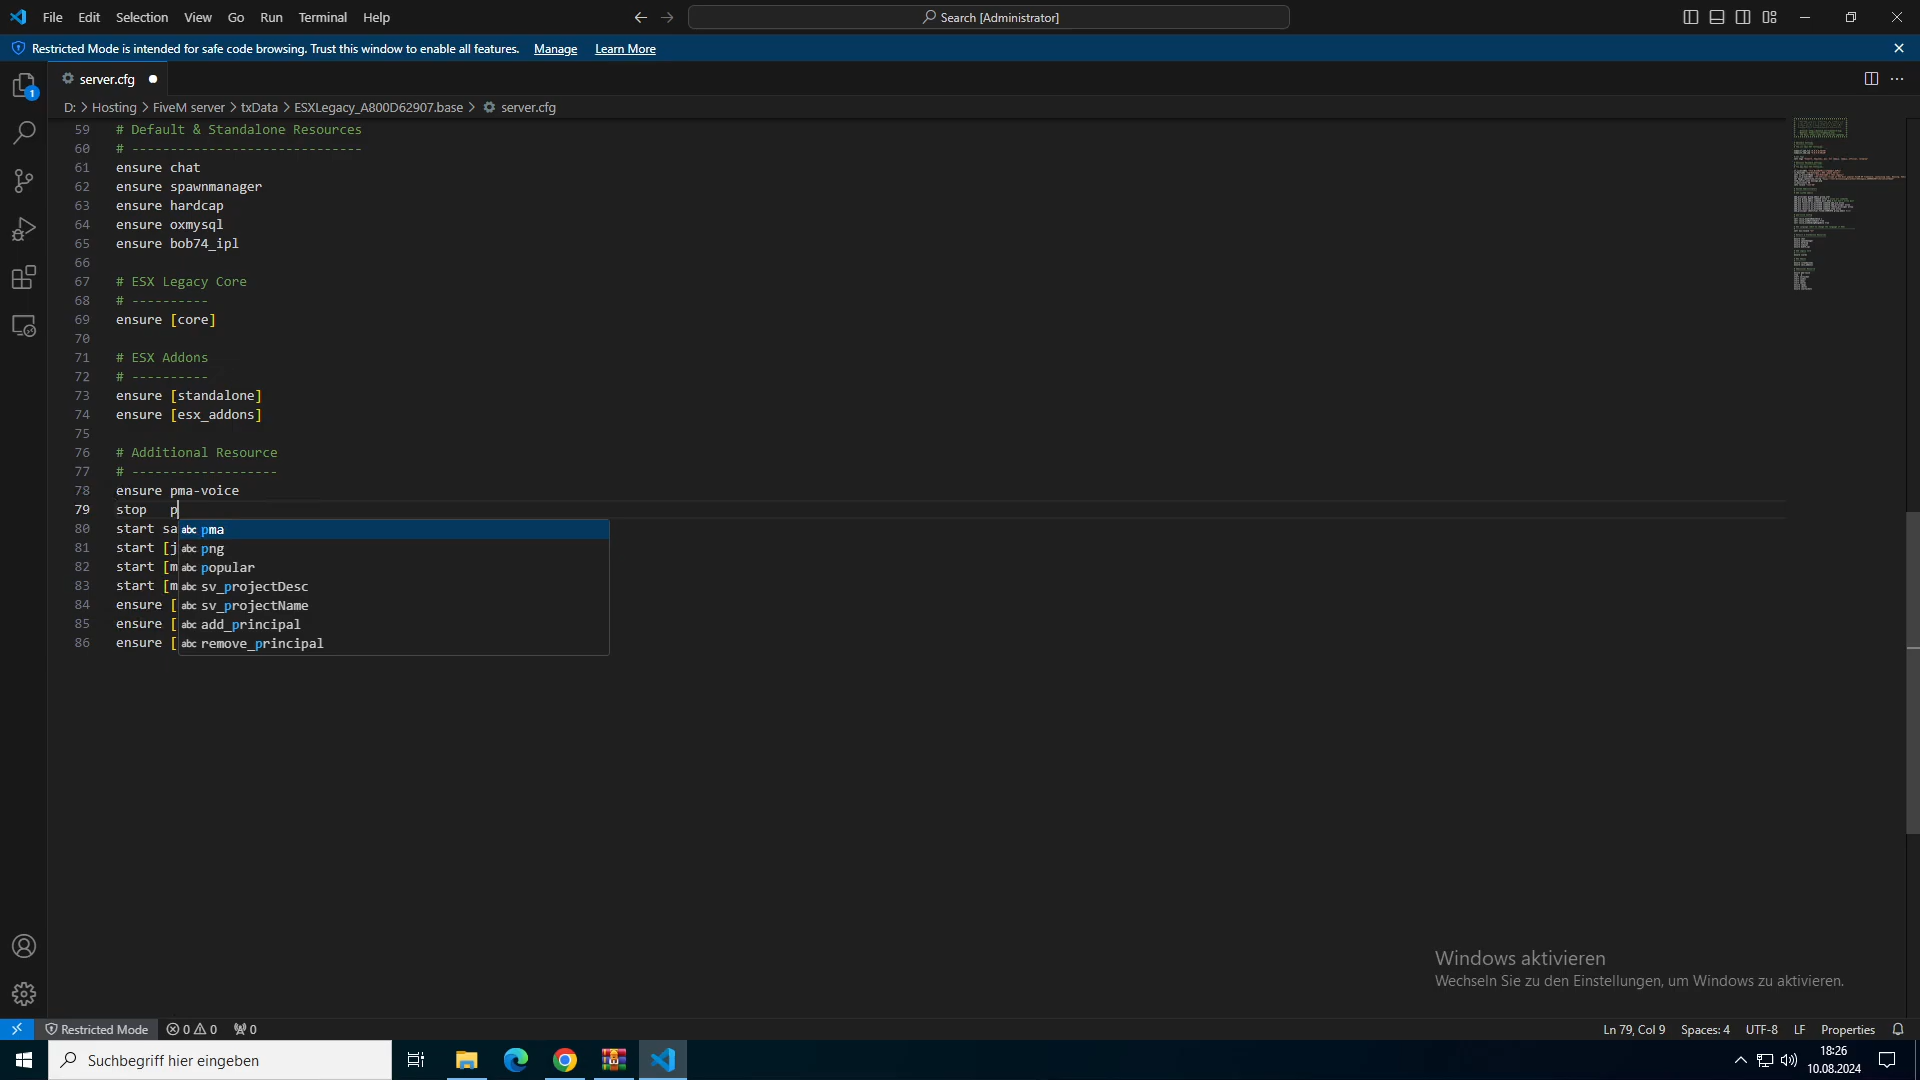 File Edit Selection View Go Run Terminal Help
Search [Administrator]
Restricted Mode is intended for safe code browsing. Trust this window to enable all features. Manage Learn More
1
server.cfg
D: > Hosting > FiveM server > txData > ESXLegacy_A800D62907.base > server.cfg
59 # Default & Standalone Resources
60 # ------------------------------
61 ensure chat
62 ensure spawnmanager
63 ensure hardcap
64 ensure oxmysql
65 ensure bob74_ipl
66
67 # ESX Legacy Core
68 # ----------
69 ensure [core]
70
71 # ESX Addons
72 # ----------
73 ensure [standalone]
74 ensure [esx_addons]
75
76 # Additional Resource
77 # -------------------
78 ensure pma-voice
79 stop   p
80 start sa
81 start [j
82 start [m
83 start [m
84 ensure [
85 ensure [
86 ensure [
abc pma
abc png
abc popular
abc sv_projectDesc
abc sv_projectName
abc add_principal
abc remove_principal
Windows aktivieren
Wechseln Sie zu den Einstellungen, um Windows zu aktivieren.
Restricted Mode 0 0 0
Ln 79, Col 9 Spaces: 4 UTF-8 LF Properties
Suchbegriff hier eingeben
18:26
10.08.2024